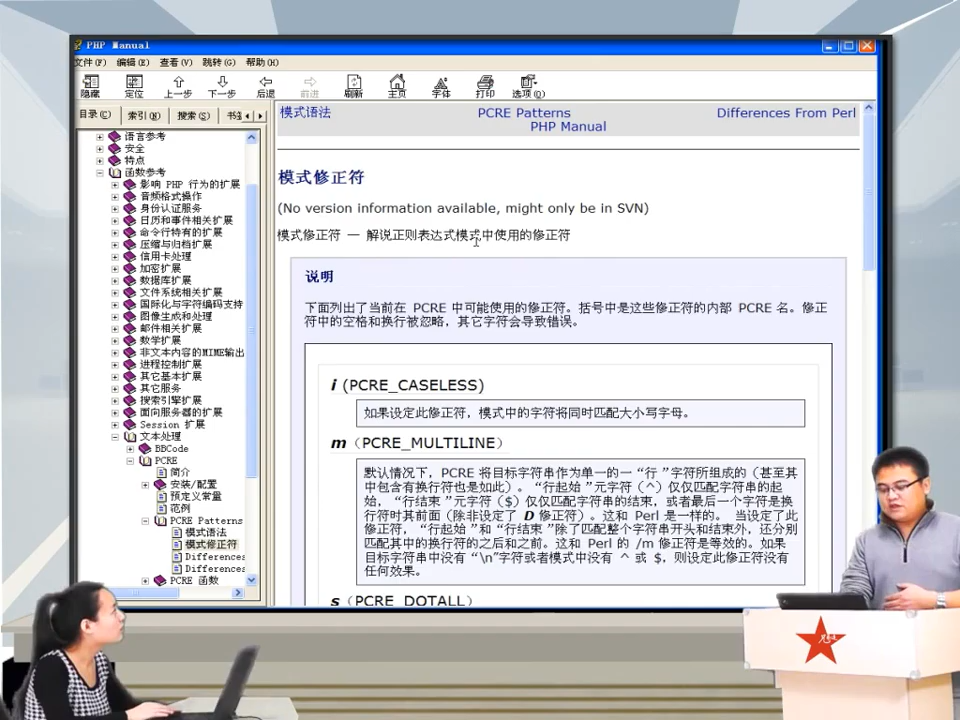 PHP Manual
文件(F) 编辑(E) 查看(V) 跳转(G) 帮助(H)
隐藏 定位 上一步 下一步 后退 前进 刷新 主页 字体 打印 选项(O)
目录(C) 索引(N) 搜索(S)
语言参考
安全
特点
函数参考
影响 PHP 行为的扩展
音频格式操作
身份认证服务
日历和事件相关扩展
命令行特有的扩展
压缩与归档扩展
信用卡处理
加密扩展
数据库扩展
文件系统相关扩展
国际化与字符编码支持
图像生成和处理
邮件相关扩展
数学扩展
非文本内容的MIME输出
进程控制扩展
其它基本扩展
其它服务
搜索引擎扩展
面向服务器的扩展
Session 扩展
文本处理
BBCode
PCRE
简介
安装/配置
预定义常量
范例
PCRE Patterns
模式语法
模式修正符
Differences
Differences
PCRE 函数
模式语法 PCRE Patterns Differences From Perl
PHP Manual
模式修正符
(No version information available, might only be in SVN)
模式修正符 — 解说正则表达式模式中使用的修正符
说明
下面列出了当前在 PCRE 中可能使用的修正符。括号中是这些修正符的内部 PCRE 名。修正
符中的空格和换行被忽略，其它字符会导致错误。
i (PCRE_CASELESS)
如果设定此修正符，模式中的字符将同时匹配大小写字母。
m（PCRE_MULTILINE）
默认情况下，PCRE 将目标字符串作为单一的一“行”字符所组成的（甚至其
中包含有换行符也是如此）。“行起始”元字符（^）仅仅匹配字符串的起
始，“行结束”元字符（$）仅仅匹配字符串的结束，或者最后一个字符是换
行符时其前面（除非设定了 D 修正符）。这和 Perl 是一样的。 当设定了此
修正符，“行起始”和“行结束”除了匹配整个字符串开头和结束外，还分别
匹配其中的换行符的之后和之前。这和 Perl 的 /m 修正符是等效的。如果
目标字符串中没有“\n”字符或者模式中没有 ^ 或 $，则设定此修正符没有
任何效果。
s（PCRE_DOTALL）